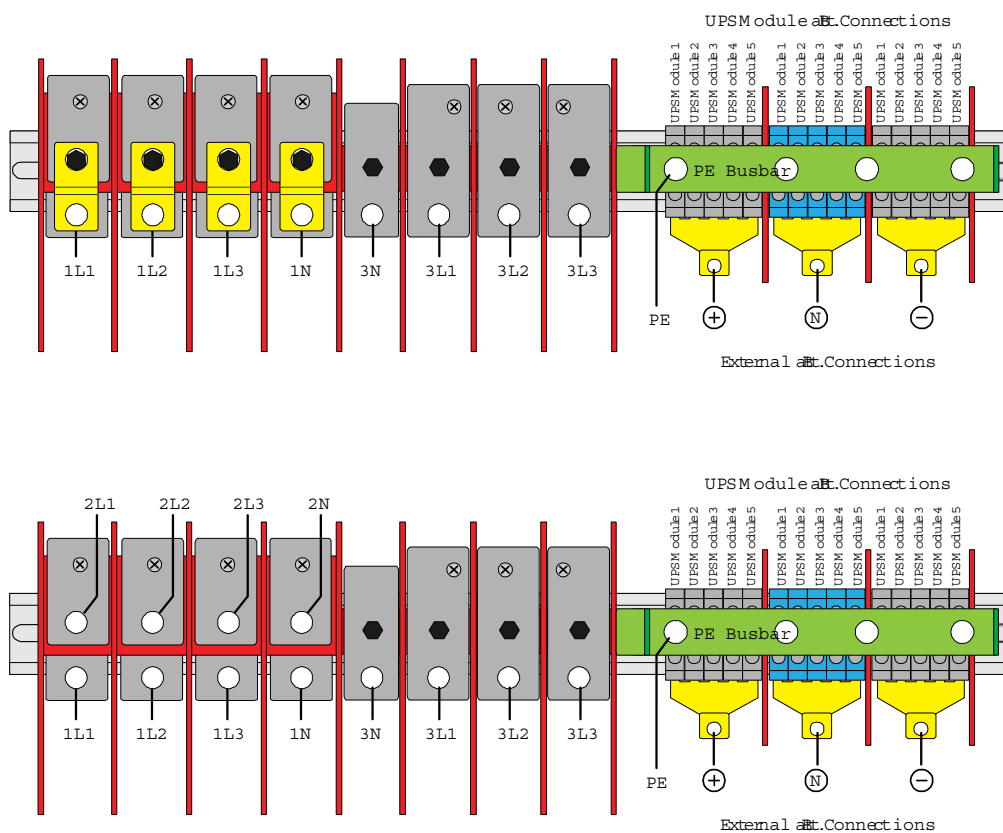 UPS Module Bat. Connections
UPS Module 1
UPS Module 2
UPS Module 3
UPS Module 4
UPS Module 5
UPS Module 1
UPS Module 2
UPS Module 3
UPS Module 4
UPS Module 5
UPS Module 1
UPS Module 2
UPS Module 3
UPS Module 4
UPS Module 5
PE Busbar
1L1 1L2 1L3 1N 3N 3L1 3L2 3L3
PE + N −
External Bat. Connections
UPS Module Bat. Connections
2L1 2L2 2L3 2N
UPS Module 1
UPS Module 2
UPS Module 3
UPS Module 4
UPS Module 5
UPS Module 1
UPS Module 2
UPS Module 3
UPS Module 4
UPS Module 5
UPS Module 1
UPS Module 2
UPS Module 3
UPS Module 4
UPS Module 5
PE Busbar
1L1 1L2 1L3 1N 3N 3L1 3L2 3L3
PE + N −
External Bat. Connections